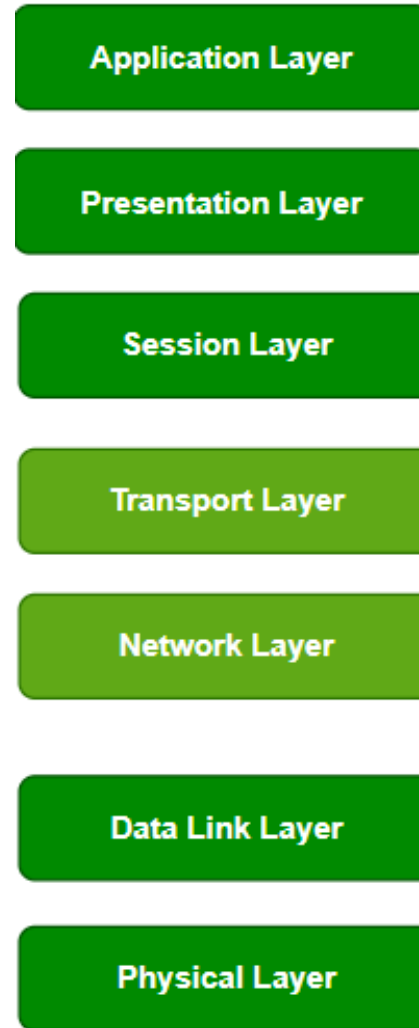 Application Layer
Presentation Layer
Session Layer
Transport Layer
Network Layer
Data Link Layer
Physical Layer